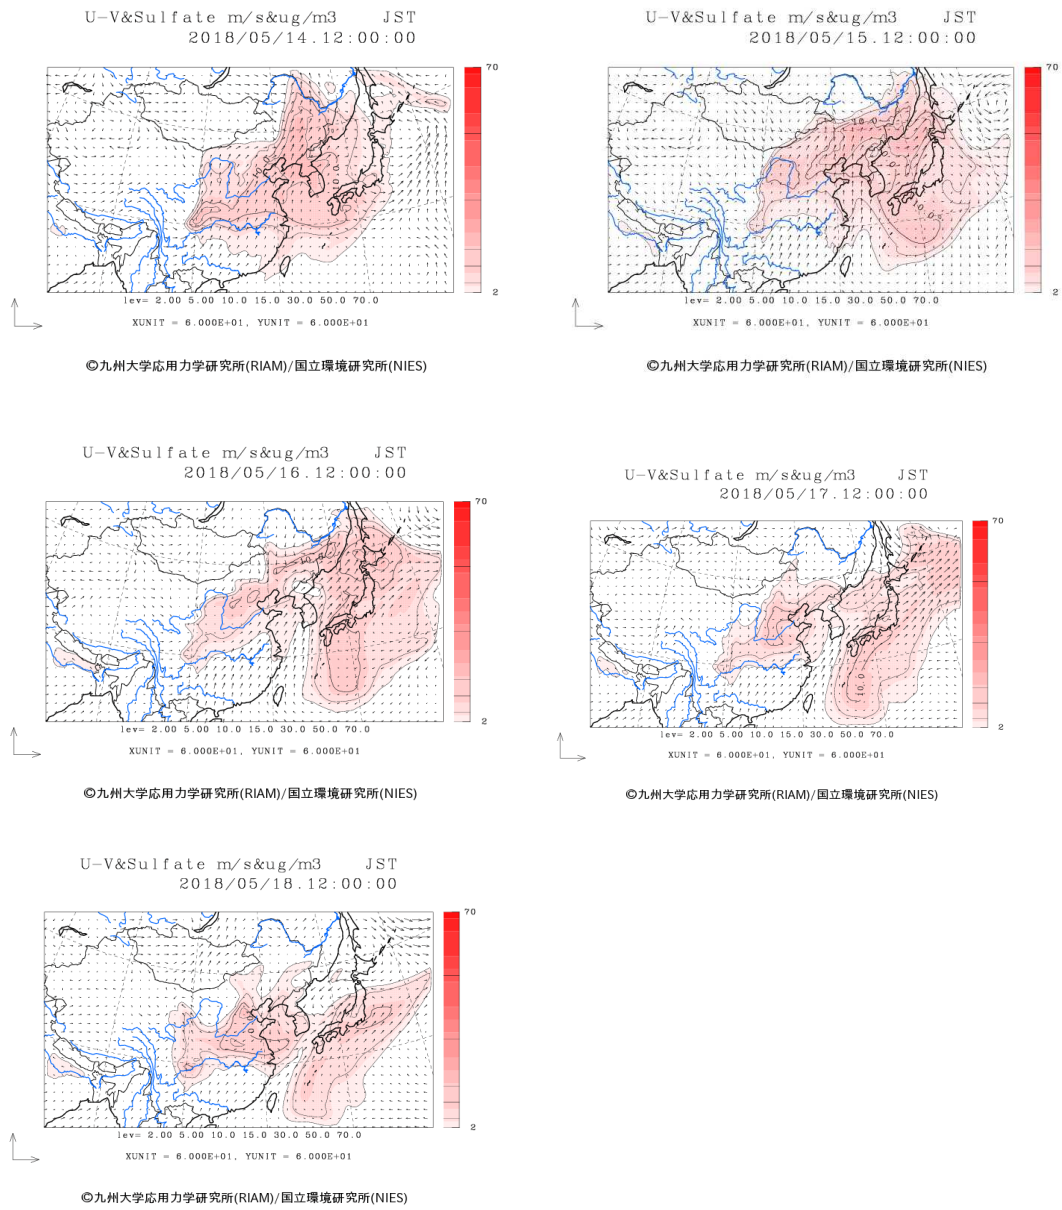 U-V&Sulfate m/s&ug/m3 JST
2018/05/14.12:00:00
70
2
lev= 2.00 5.00 10.0 15.0 30.0 50.0 70.0
XUNIT = 6.000E+01, YUNIT = 6.000E+01
©九州大学応用力学研究所(RIAM)/国立環境研究所(NIES)
U-V&Sulfate m/s&ug/m3 JST
2018/05/15.12:00:00
70
10.0
2
lev= 2.00 5.00 10.0 15.0 30.0 50.0 70.0
XUNIT = 6.000E+01, YUNIT = 6.000E+01
©九州大学応用力学研究所(RIAM)/国立環境研究所(NIES)
U-V&Sulfate m/s&ug/m3 JST
2018/05/16.12:00:00
70
2
lev= 2.00 5.00 10.0 15.0 30.0 50.0 70.0
XUNIT = 6.000E+01, YUNIT = 6.000E+01
©九州大学応用力学研究所(RIAM)/国立環境研究所(NIES)
U-V&Sulfate m/s&ug/m3 JST
2018/05/17.12:00:00
70
10.0
2
lev= 2.00 5.00 10.0 15.0 30.0 50.0 70.0
XUNIT = 6.000E+01, YUNIT = 6.000E+01
©九州大学応用力学研究所(RIAM)/国立環境研究所(NIES)
U-V&Sulfate m/s&ug/m3 JST
2018/05/18.12:00:00
70
2
lev= 2.00 5.00 10.0 15.0 30.0 50.0 70.0
XUNIT = 6.000E+01, YUNIT = 6.000E+01
©九州大学応用力学研究所(RIAM)/国立環境研究所(NIES)